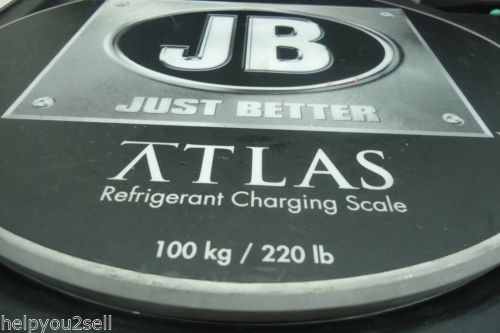 JB
JUST BETTER
ATLAS
Refrigerant Charging Scale
100 kg / 220 lb
helpyou2sell